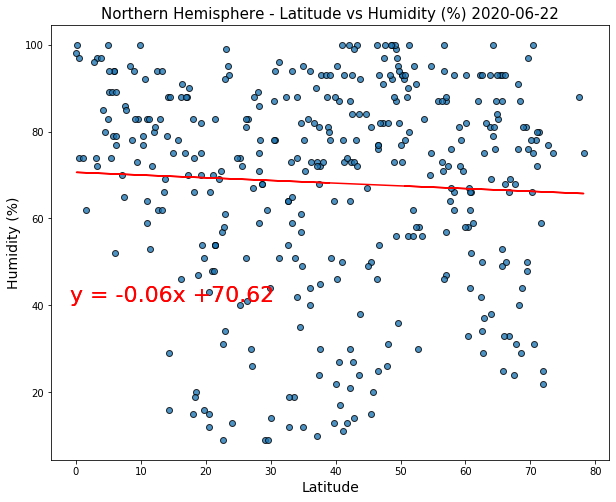 Northern Hemisphere - Latitude vs Humidity (%) 2020-06-22
100
80
60
40
20
Humidity (%)
y = -0.06x +70.62
0 10 20 30 40 50 60 70 80
Latitude